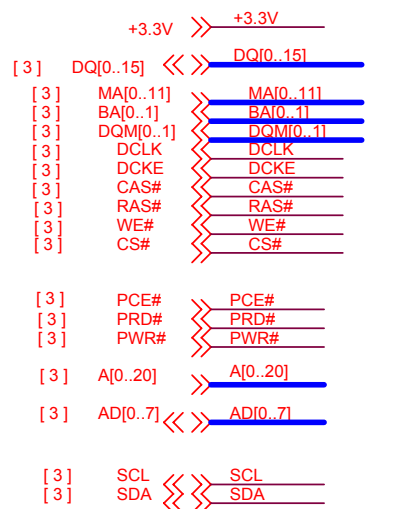 +3.3V +3.3V
[ 3 ] DQ[0..15] DQ[0..15]
[ 3 ] MA[0..11] MA[0..11]
[ 3 ] BA[0..1] BA[0..1]
[ 3 ] DQM[0..1] DQM[0..1]
[ 3 ] DCLK DCLK
[ 3 ] DCKE DCKE
[ 3 ] CAS# CAS#
[ 3 ] RAS# RAS#
[ 3 ] WE# WE#
[ 3 ] CS# CS#
[ 3 ] PCE# PCE#
[ 3 ] PRD# PRD#
[ 3 ] PWR# PWR#
[ 3 ] A[0..20] A[0..20]
[ 3 ] AD[0..7] AD[0..7]
[ 3 ] SCL SCL
[ 3 ] SDA SDA